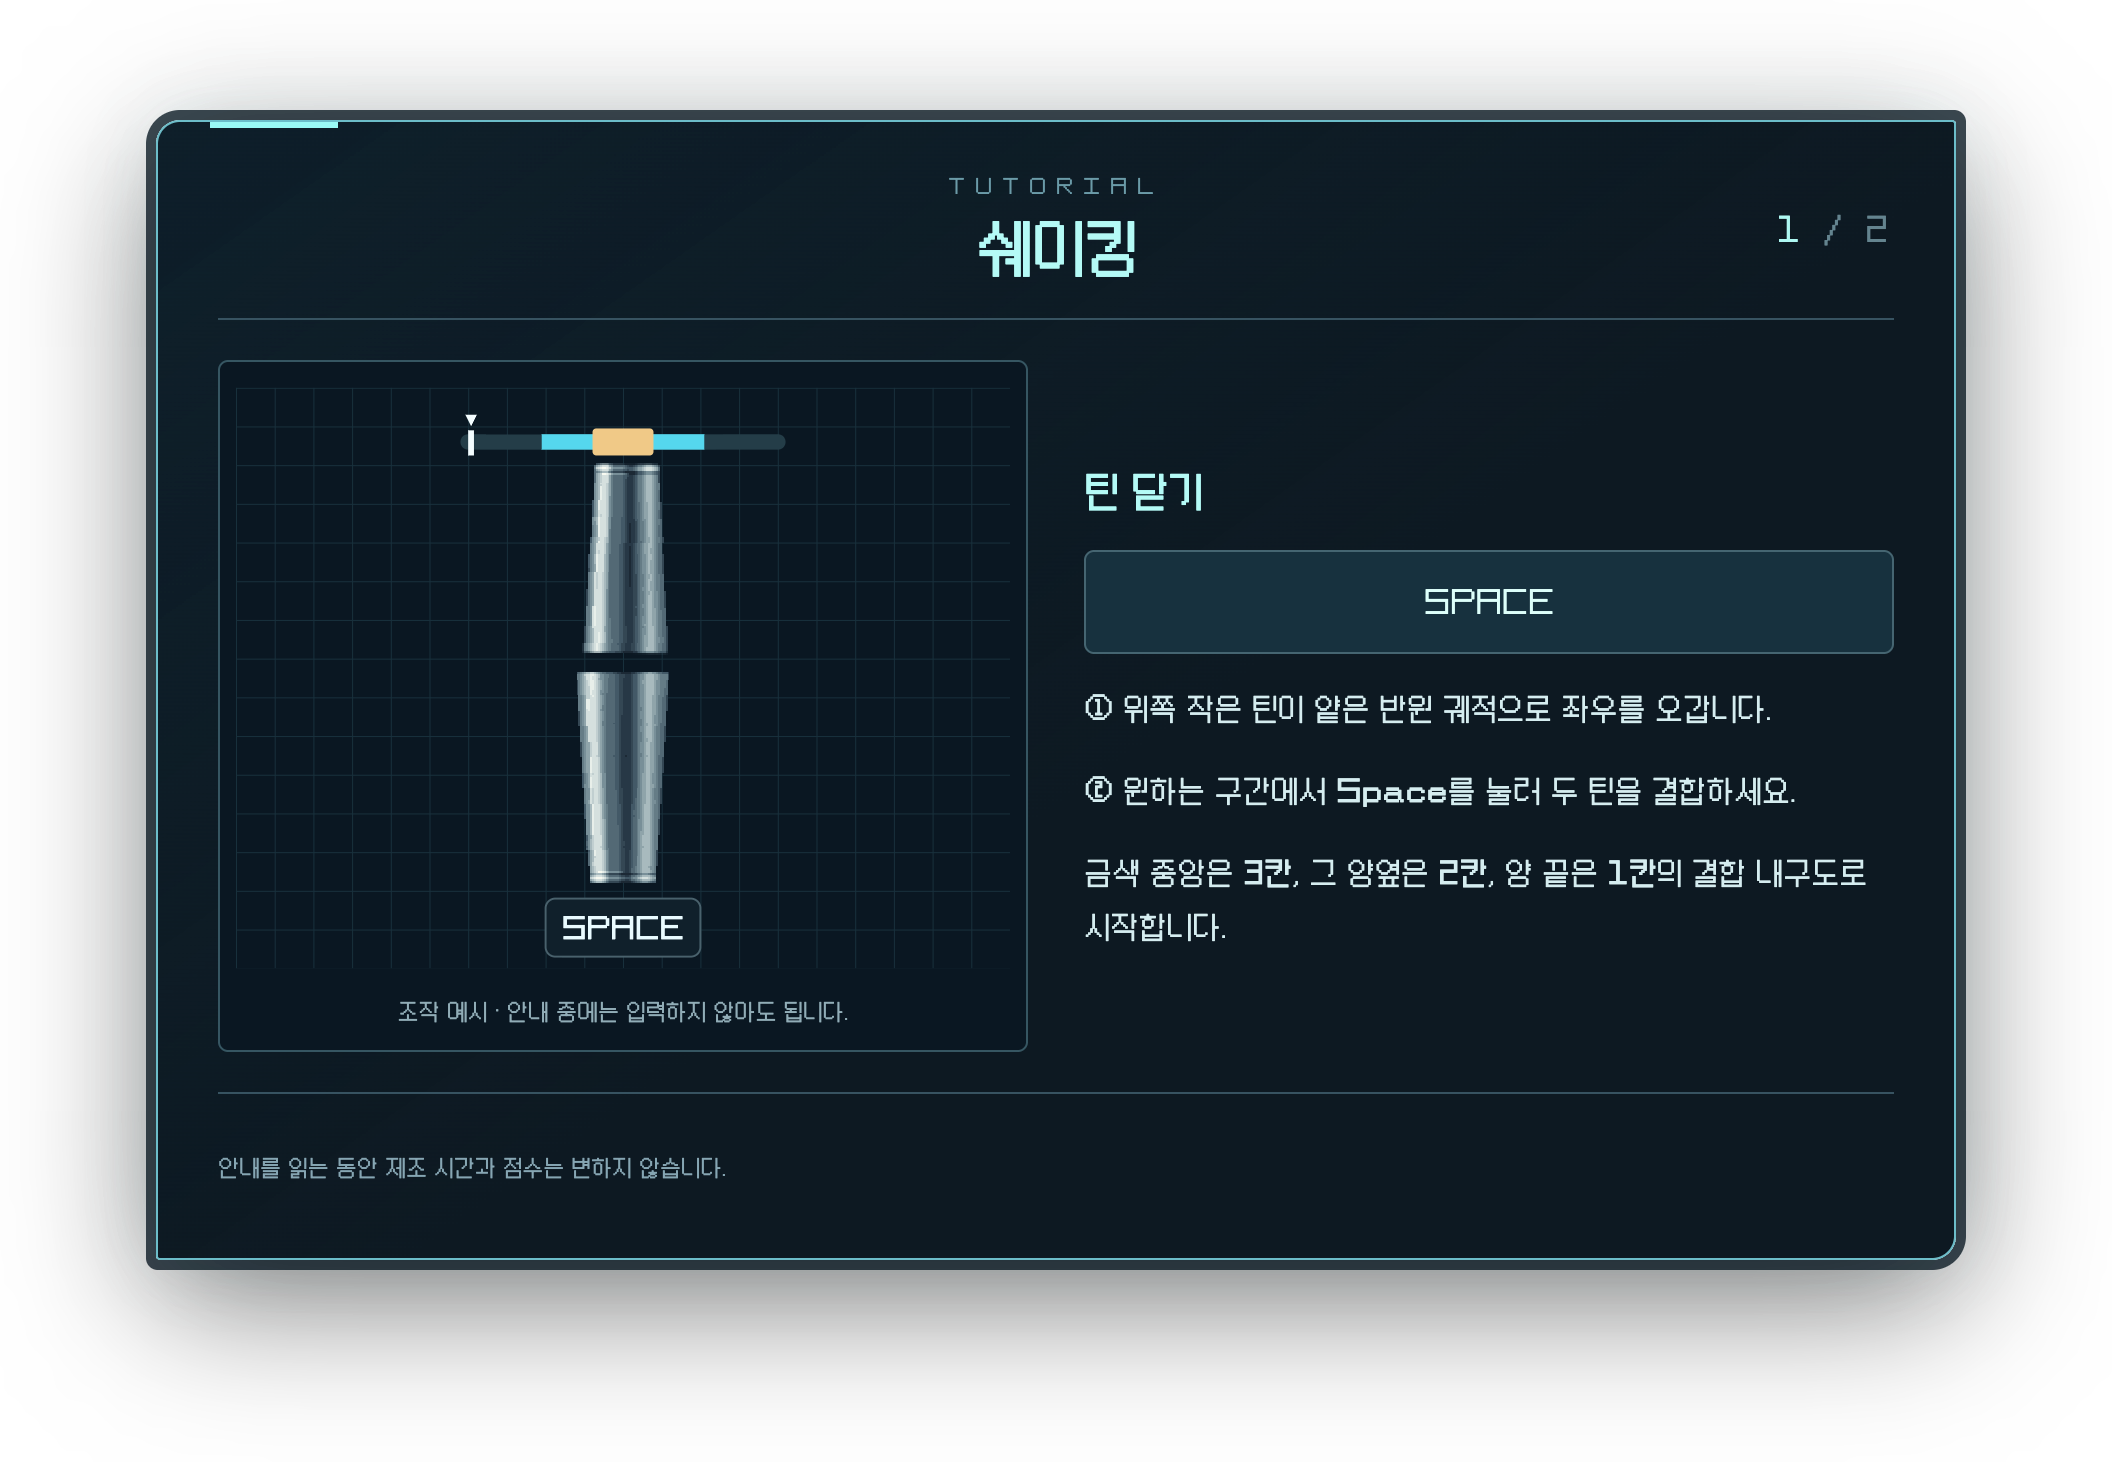 TUTORIAL
쉐이킹
1 / 2
SPACE
조작 예시 · 안내 중에는 입력하지 않아도 됩니다.
틴 닫기
SPACE
① 위쪽 작은 틴이 얕은 반원 궤적으로 좌우를 오갑니다.
② 원하는 구간에서 Space를 눌러 두 틴을 결합하세요.
금색 중앙은 3칸, 그 양옆은 2칸, 양 끝은 1칸의 결합 내구도로
시작합니다.
안내를 읽는 동안 제조 시간과 점수는 변하지 않습니다.